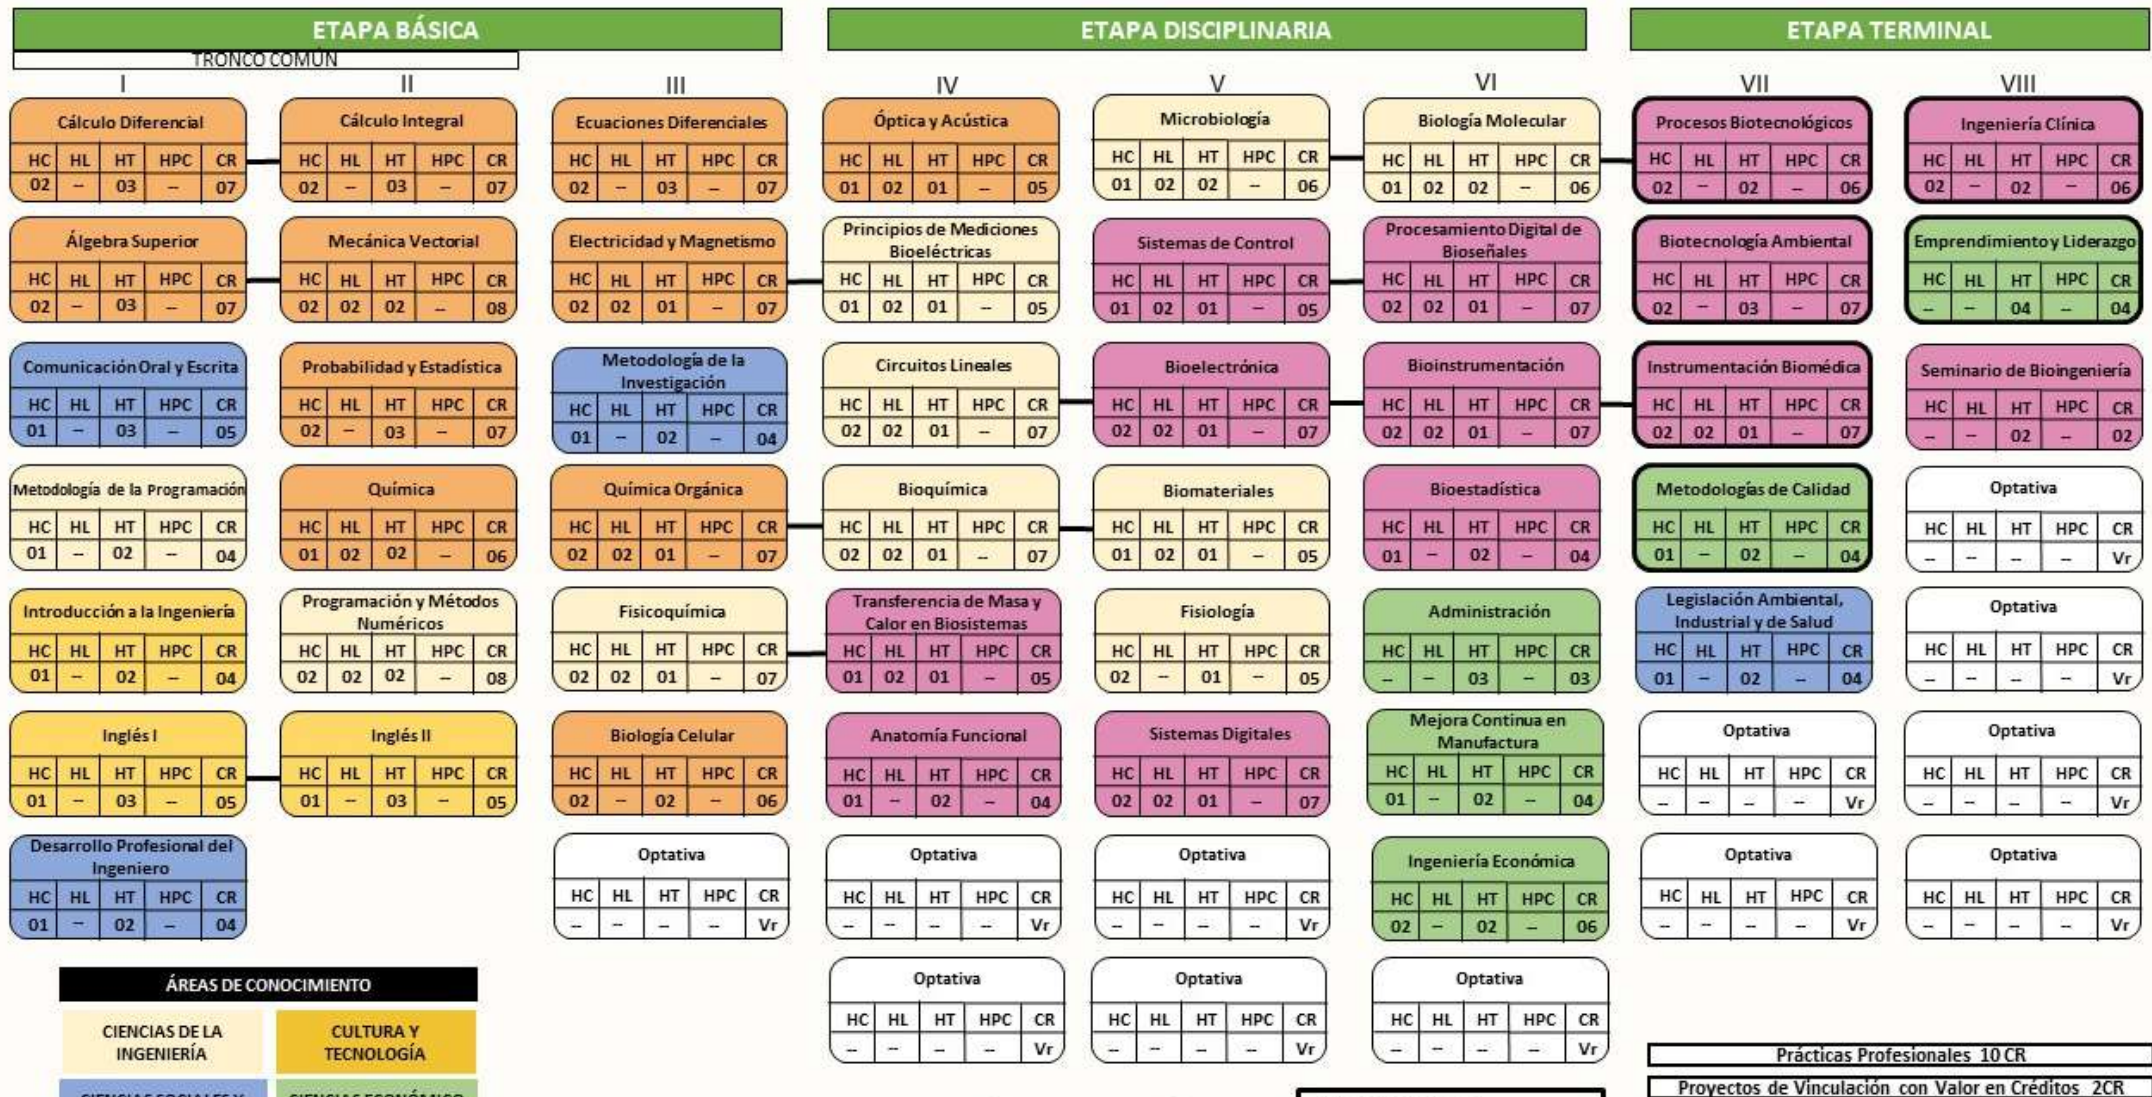 ETAPA BÁSICA
ETAPA DISCIPLINARIA
ETAPA TERMINAL
TRONCO COMÚN
I
II
III
IV
V
VI
VII
VIII
Cálculo Diferencial
HC HL HT HPC CR
02 -- 03 -- 07
Cálculo Integral
HC HL HT HPC CR
02 -- 03 -- 07
Ecuaciones Diferenciales
HC HL HT HPC CR
02 -- 03 -- 07
Óptica y Acústica
HC HL HT HPC CR
01 02 01 -- 05
Microbiología
HC HL HT HPC CR
01 02 02 -- 06
Biología Molecular
HC HL HT HPC CR
01 02 02 -- 06
Procesos Biotecnológicos
HC HL HT HPC CR
02 -- 02 -- 06
Ingeniería Clínica
HC HL HT HPC CR
02 -- 02 -- 06
Álgebra Superior
HC HL HT HPC CR
02 -- 03 -- 07
Mecánica Vectorial
HC HL HT HPC CR
02 02 02 -- 08
Electricidad y Magnetismo
HC HL HT HPC CR
02 02 01 -- 07
Principios de Mediciones
Bioeléctricas
HC HL HT HPC CR
01 02 01 -- 05
Sistemas de Control
HC HL HT HPC CR
01 02 01 -- 05
Procesamiento Digital de
Bioseñales
HC HL HT HPC CR
02 02 01 -- 07
Biotecnología Ambiental
HC HL HT HPC CR
02 -- 03 -- 07
Emprendimiento y Liderazgo
HC HL HT HPC CR
-- -- 04 -- 04
Comunicación Oral y Escrita
HC HL HT HPC CR
01 -- 03 -- 05
Probabilidad y Estadística
HC HL HT HPC CR
02 -- 03 -- 07
Metodología de la
Investigación
HC HL HT HPC CR
01 -- 02 -- 04
Circuitos Lineales
HC HL HT HPC CR
02 02 01 -- 07
Bioelectrónica
HC HL HT HPC CR
02 02 01 -- 07
Bioinstrumentación
HC HL HT HPC CR
02 02 01 -- 07
Instrumentación Biomédica
HC HL HT HPC CR
02 02 01 -- 07
Seminario de Bioingeniería
HC HL HT HPC CR
-- -- 02 -- 02
Metodología de la Programación
HC HL HT HPC CR
01 -- 02 -- 04
Química
HC HL HT HPC CR
01 02 02 -- 06
Química Orgánica
HC HL HT HPC CR
02 02 01 -- 07
Bioquímica
HC HL HT HPC CR
02 02 01 -- 07
Biomateriales
HC HL HT HPC CR
01 02 01 -- 05
Bioestadística
HC HL HT HPC CR
01 -- 02 -- 04
Metodologías de Calidad
HC HL HT HPC CR
01 -- 02 -- 04
Optativa
HC HL HT HPC CR
-- -- -- -- Vr
Introducción a la Ingeniería
HC HL HT HPC CR
01 -- 02 -- 04
Programación y Métodos
Numéricos
HC HL HT HPC CR
02 02 02 -- 08
Fisicoquímica
HC HL HT HPC CR
02 02 01 -- 07
Transferencia de Masa y
Calor en Biosistemas
HC HL HT HPC CR
01 02 01 -- 05
Fisiología
HC HL HT HPC CR
02 -- 01 -- 05
Administración
HC HL HT HPC CR
-- -- 03 -- 03
Legislación Ambiental,
Industrial y de Salud
HC HL HT HPC CR
01 -- 02 -- 04
Optativa
HC HL HT HPC CR
-- -- -- -- Vr
Inglés I
HC HL HT HPC CR
01 -- 03 -- 05
Inglés II
HC HL HT HPC CR
01 -- 03 -- 05
Biología Celular
HC HL HT HPC CR
02 -- 02 -- 06
Anatomía Funcional
HC HL HT HPC CR
01 -- 02 -- 04
Sistemas Digitales
HC HL HT HPC CR
02 02 01 -- 07
Mejora Continua en
Manufactura
HC HL HT HPC CR
01 -- 02 -- 04
Optativa
HC HL HT HPC CR
-- -- -- -- Vr
Optativa
HC HL HT HPC CR
-- -- -- -- Vr
Desarrollo Profesional del
Ingeniero
HC HL HT HPC CR
01 -- 02 -- 04
Optativa
HC HL HT HPC CR
-- -- -- -- Vr
Optativa
HC HL HT HPC CR
-- -- -- -- Vr
Optativa
HC HL HT HPC CR
-- -- -- -- Vr
Ingeniería Económica
HC HL HT HPC CR
02 -- 02 -- 06
Optativa
HC HL HT HPC CR
-- -- -- -- Vr
Optativa
HC HL HT HPC CR
-- -- -- -- Vr
Optativa
HC HL HT HPC CR
-- -- -- -- Vr
Optativa
HC HL HT HPC CR
-- -- -- -- Vr
Optativa
HC HL HT HPC CR
-- -- -- -- Vr
ÁREAS DE CONOCIMIENTO
CIENCIAS DE LA
INGENIERÍA
CULTURA Y
TECNOLOGÍA
CIENCIAS SOCIALES Y
CIENCIAS ECONÓMICO
Prácticas Profesionales 10 CR
Proyectos de Vinculación con Valor en Créditos 2CR